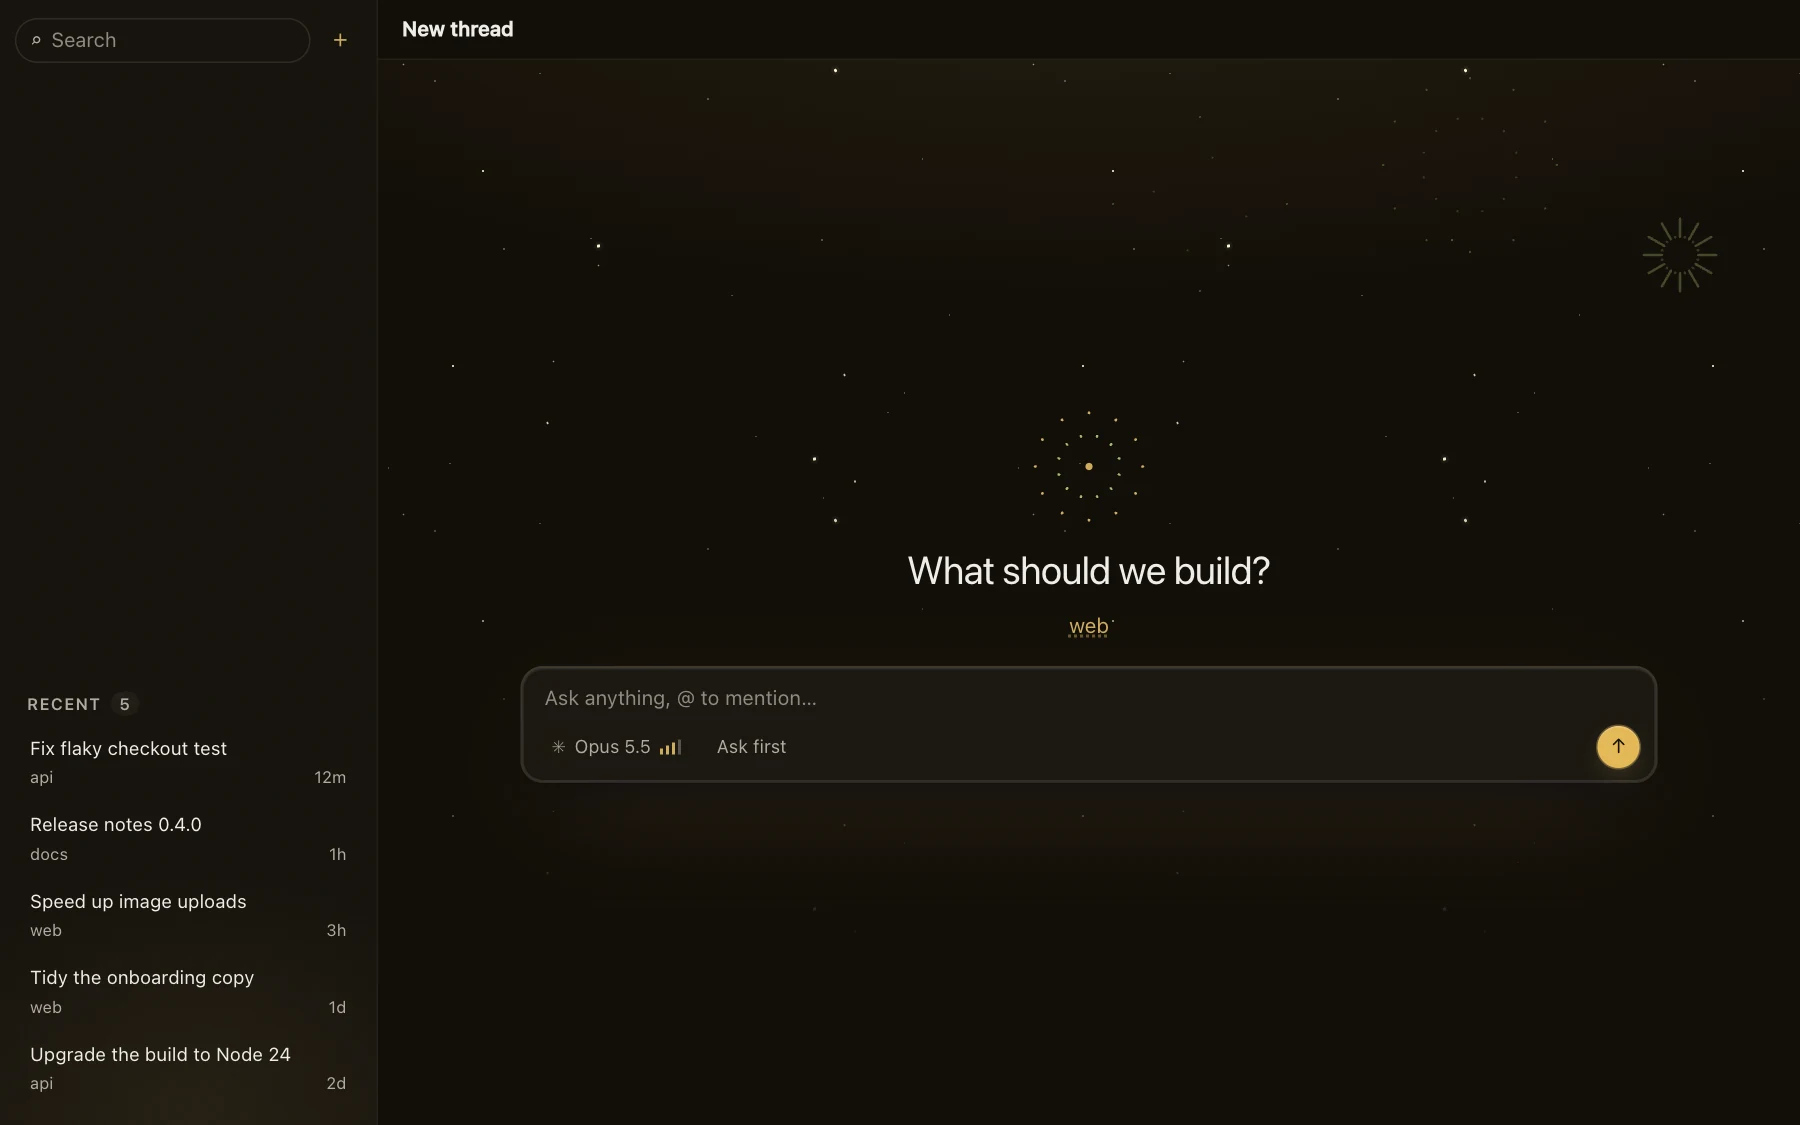 Search
+
New thread
What should we build?
web
Ask anything, @ to mention...
Opus 5.5
Ask first
RECENT 5
Fix flaky checkout test
api 12m
Release notes 0.4.0
docs 1h
Speed up image uploads
web 3h
Tidy the onboarding copy
web 1d
Upgrade the build to Node 24
api 2d